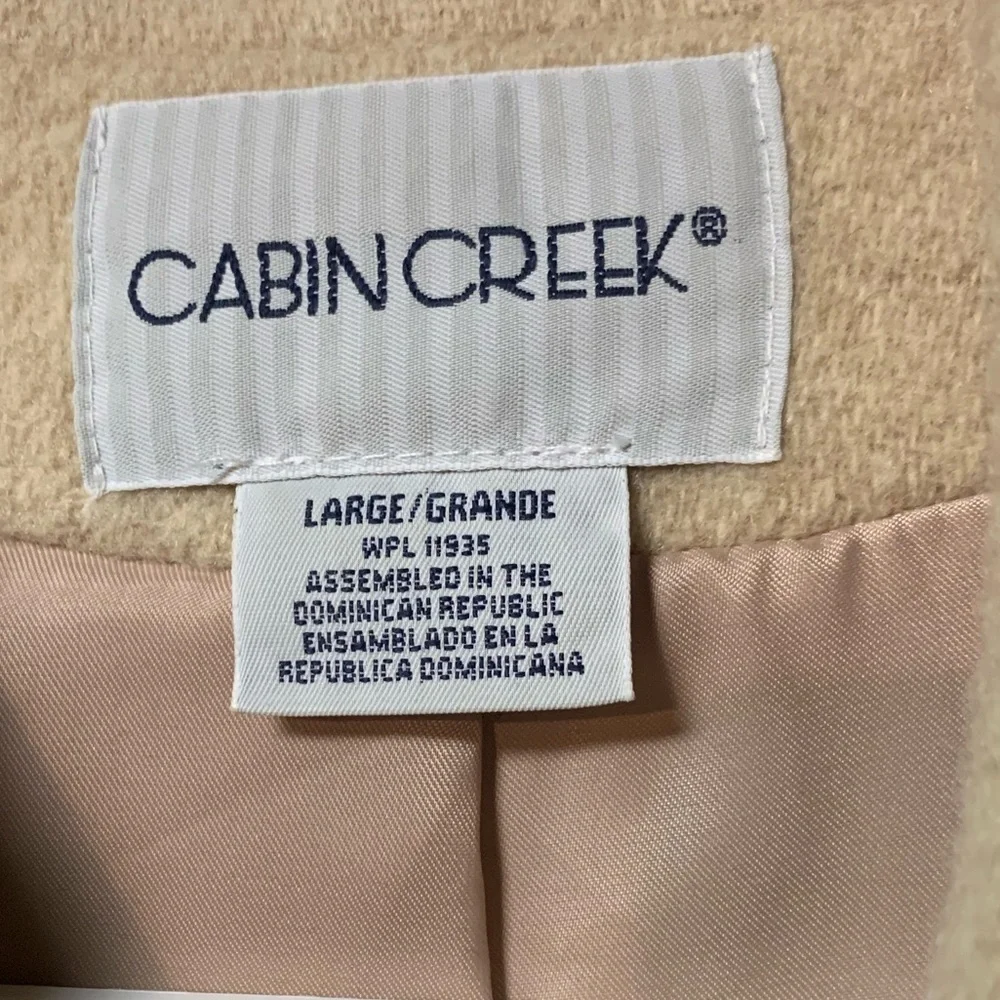 CABIN CREEK®
LARGE/GRANDE
WPL 11935
ASSEMBLED IN THE
DOMINICAN REPUBLIC
ENSAMBLADO EN LA
REPUBLICA DOMINICANA